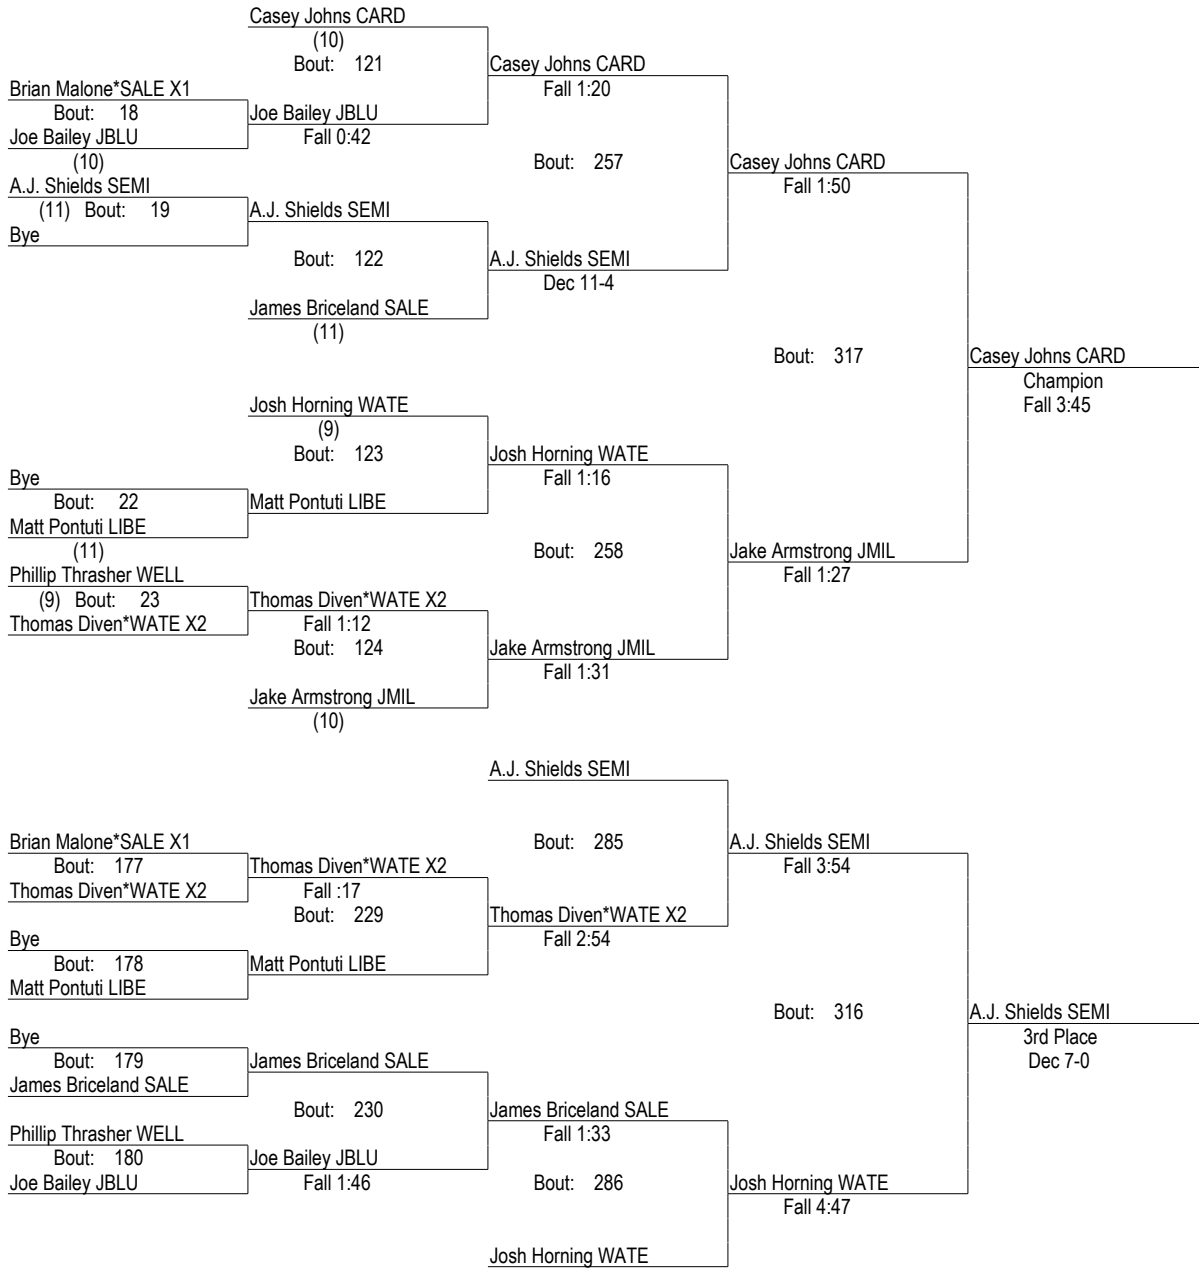 Casey Johns CARD
(10)
Bout: 121
Casey Johns CARD
Fall 1:20
Brian Malone*SALE X1
Bout: 18
Joe Bailey JBLU
Joe Bailey JBLU
Fall 0:42
(10)
Bout: 257
Casey Johns CARD
Fall 1:50
A.J. Shields SEMI
(11) Bout: 19
A.J. Shields SEMI
Bye
Bout: 122
A.J. Shields SEMI
Dec 11-4
James Briceland SALE
(11)
Bout: 317
Casey Johns CARD
Champion
Fall 3:45
Josh Horning WATE
(9)
Bout: 123
Josh Horning WATE
Fall 1:16
Bye
Bout: 22
Matt Pontuti LIBE
Matt Pontuti LIBE
(11)
Bout: 258
Jake Armstrong JMIL
Fall 1:27
Phillip Thrasher WELL
(9) Bout: 23
Thomas Diven*WATE X2
Thomas Diven*WATE X2
Fall 1:12
Bout: 124
Jake Armstrong JMIL
Fall 1:31
Jake Armstrong JMIL
(10)
A.J. Shields SEMI
Brian Malone*SALE X1
Bout: 285
A.J. Shields SEMI
Fall 3:54
Bout: 177
Thomas Diven*WATE X2
Thomas Diven*WATE X2
Fall :17
Bout: 229
Thomas Diven*WATE X2
Fall 2:54
Bye
Bout: 178
Matt Pontuti LIBE
Matt Pontuti LIBE
Bout: 316
A.J. Shields SEMI
3rd Place
Dec 7-0
Bye
Bout: 179
James Briceland SALE
James Briceland SALE
Bout: 230
James Briceland SALE
Fall 1:33
Phillip Thrasher WELL
Bout: 180
Joe Bailey JBLU
Joe Bailey JBLU
Fall 1:46
Bout: 286
Josh Horning WATE
Fall 4:47
Josh Horning WATE